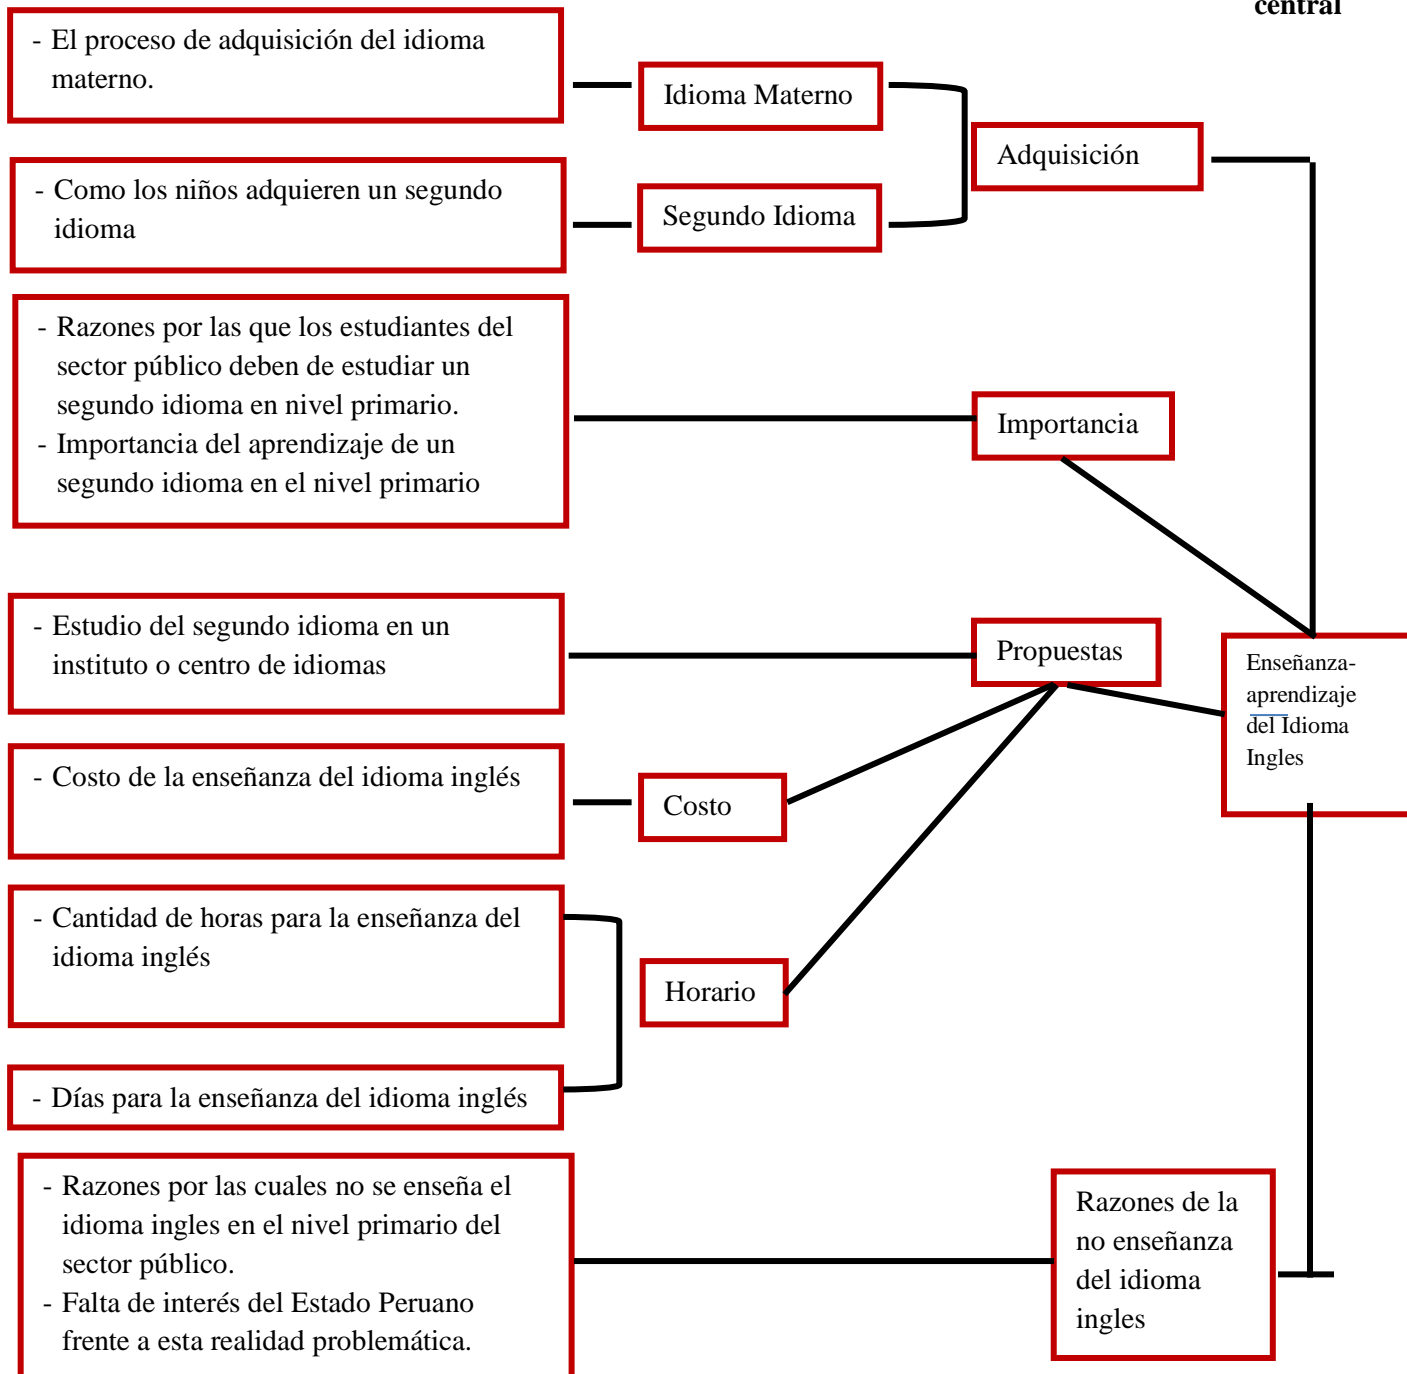 central
- El proceso de adquisición del idioma
materno.
Idioma Materno
Adquisición
- Como los niños adquieren un segundo
idioma
Segundo Idioma
- Razones por las que los estudiantes del
sector público deben de estudiar un
segundo idioma en nivel primario.
- Importancia del aprendizaje de un
segundo idioma en el nivel primario
Importancia
- Estudio del segundo idioma en un
instituto o centro de idiomas
Propuestas
Enseñanza-
aprendizaje
del Idioma
Ingles
- Costo de la enseñanza del idioma inglés
Costo
- Cantidad de horas para la enseñanza del
idioma inglés
Horario
- Días para la enseñanza del idioma inglés
- Razones por las cuales no se enseña el
idioma ingles en el nivel primario del
sector público.
- Falta de interés del Estado Peruano
frente a esta realidad problemática.
Razones de la
no enseñanza
del idioma
ingles